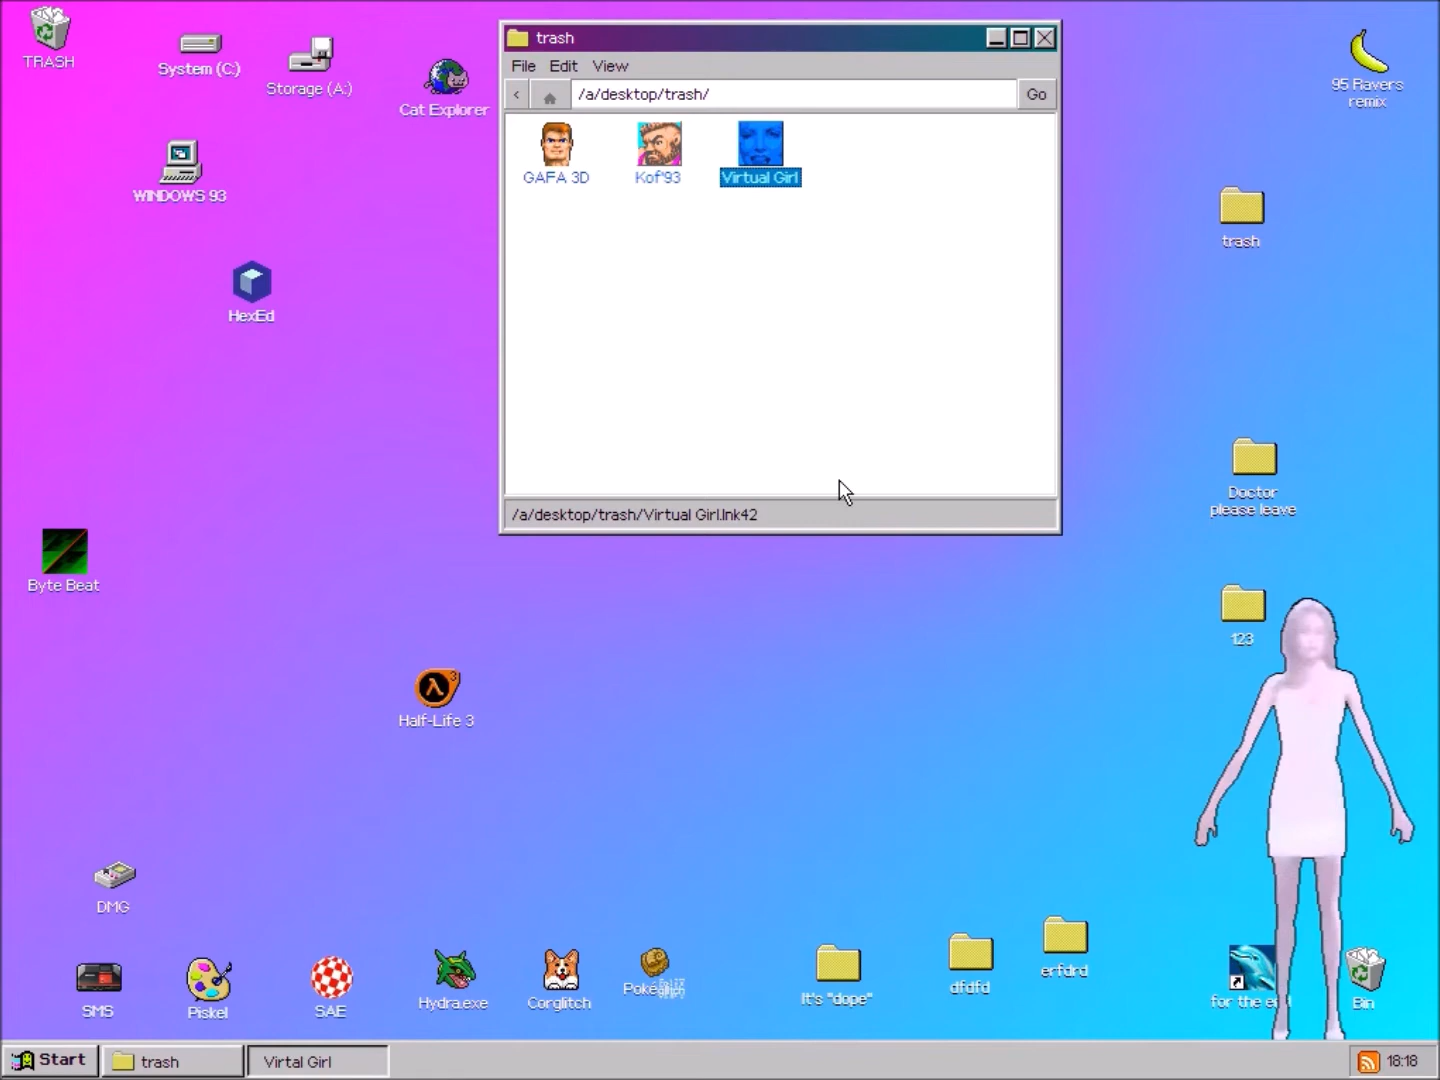 TRASH
System (C:)
Storage (A:)
Cat Explorer
WINDOWS 93
HexEd
Byte Beat
Half-Life 3
3
DMG
SMS
Piskel
SAE
Hydra.exe
Corglitch
trash
File Edit View
< /a/desktop/trash/ Go
GAFA 3D
Kof'93
Virtual Girl
/a/desktop/trash/Virtual Girl.lnk42
95 Ravers
remix
trash
Doctor
please leave
123
It's "dope"
dfdfd
erfdrd
for the
Bin
Start
trash
Virtal Girl
18:18